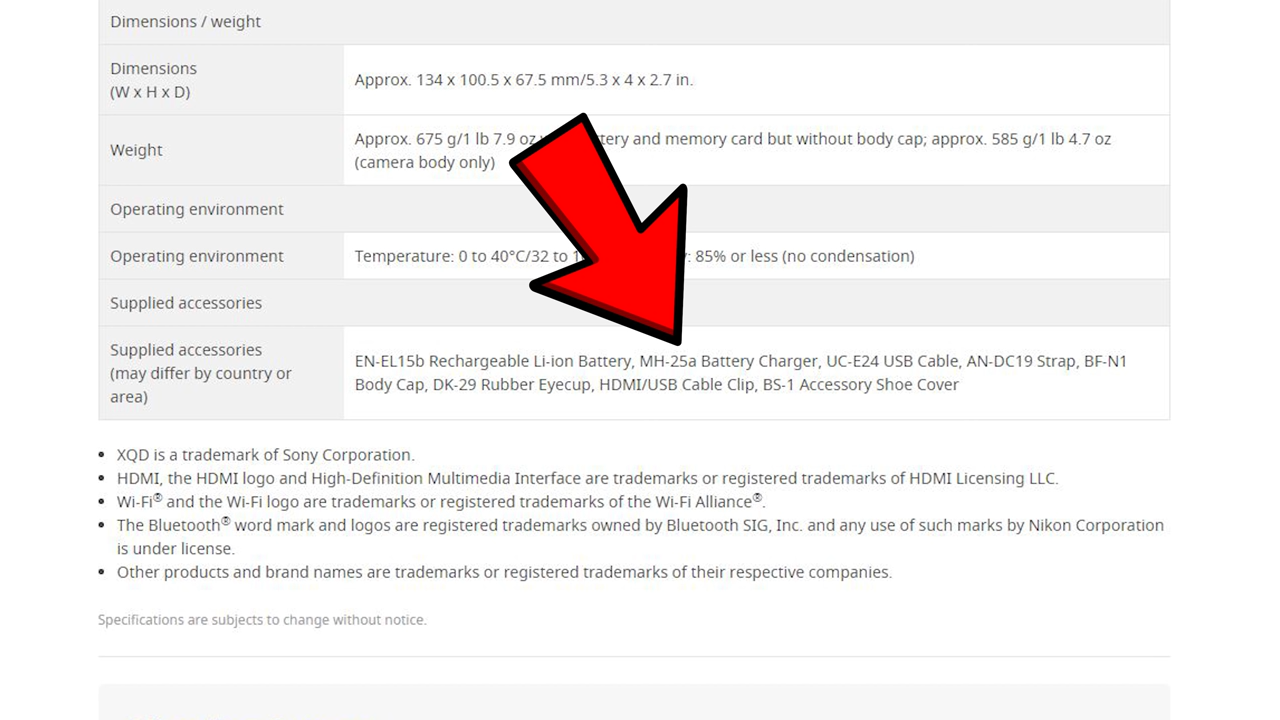 Dimensions / weight
Dimensions
(W x H x D)
Approx. 134 x 100.5 x 67.5 mm/5.3 x 4 x 2.7 in.
Weight
Approx. 675 g/1 lb 7.9 oz and memory card but without body cap; approx. 585 g/1 lb 4.7 oz
(camera body only)
Operating environment
Operating environment
Temperature: 0 to 40°C/32 to 85% or less (no condensation)
Supplied accessories
Supplied accessories
(may differ by country or
area)
EN-EL15b Rechargeable Li-ion Battery, MH-25a Battery Charger, UC-E24 USB Cable, AN-DC19 Strap, BF-N1
Body Cap, DK-29 Rubber Eyecup, HDMI/USB Cable Clip, BS-1 Accessory Shoe Cover
• XQD is a trademark of Sony Corporation.
• HDMI, the HDMI logo and High-Definition Multimedia Interface are trademarks or registered trademarks of HDMI Licensing LLC.
• Wi-Fi® and the Wi-Fi logo are trademarks or registered trademarks of the Wi-Fi Alliance®.
• The Bluetooth® word mark and logos are registered trademarks owned by Bluetooth SIG, Inc. and any use of such marks by Nikon Corporation
is under license.
• Other products and brand names are trademarks or registered trademarks of their respective companies.
Specifications are subjects to change without notice.